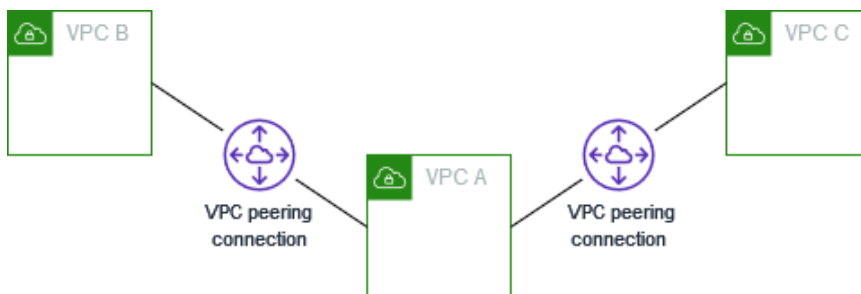 VPC B
VPC C
VPC A
VPC peering
connection
VPC peering
connection